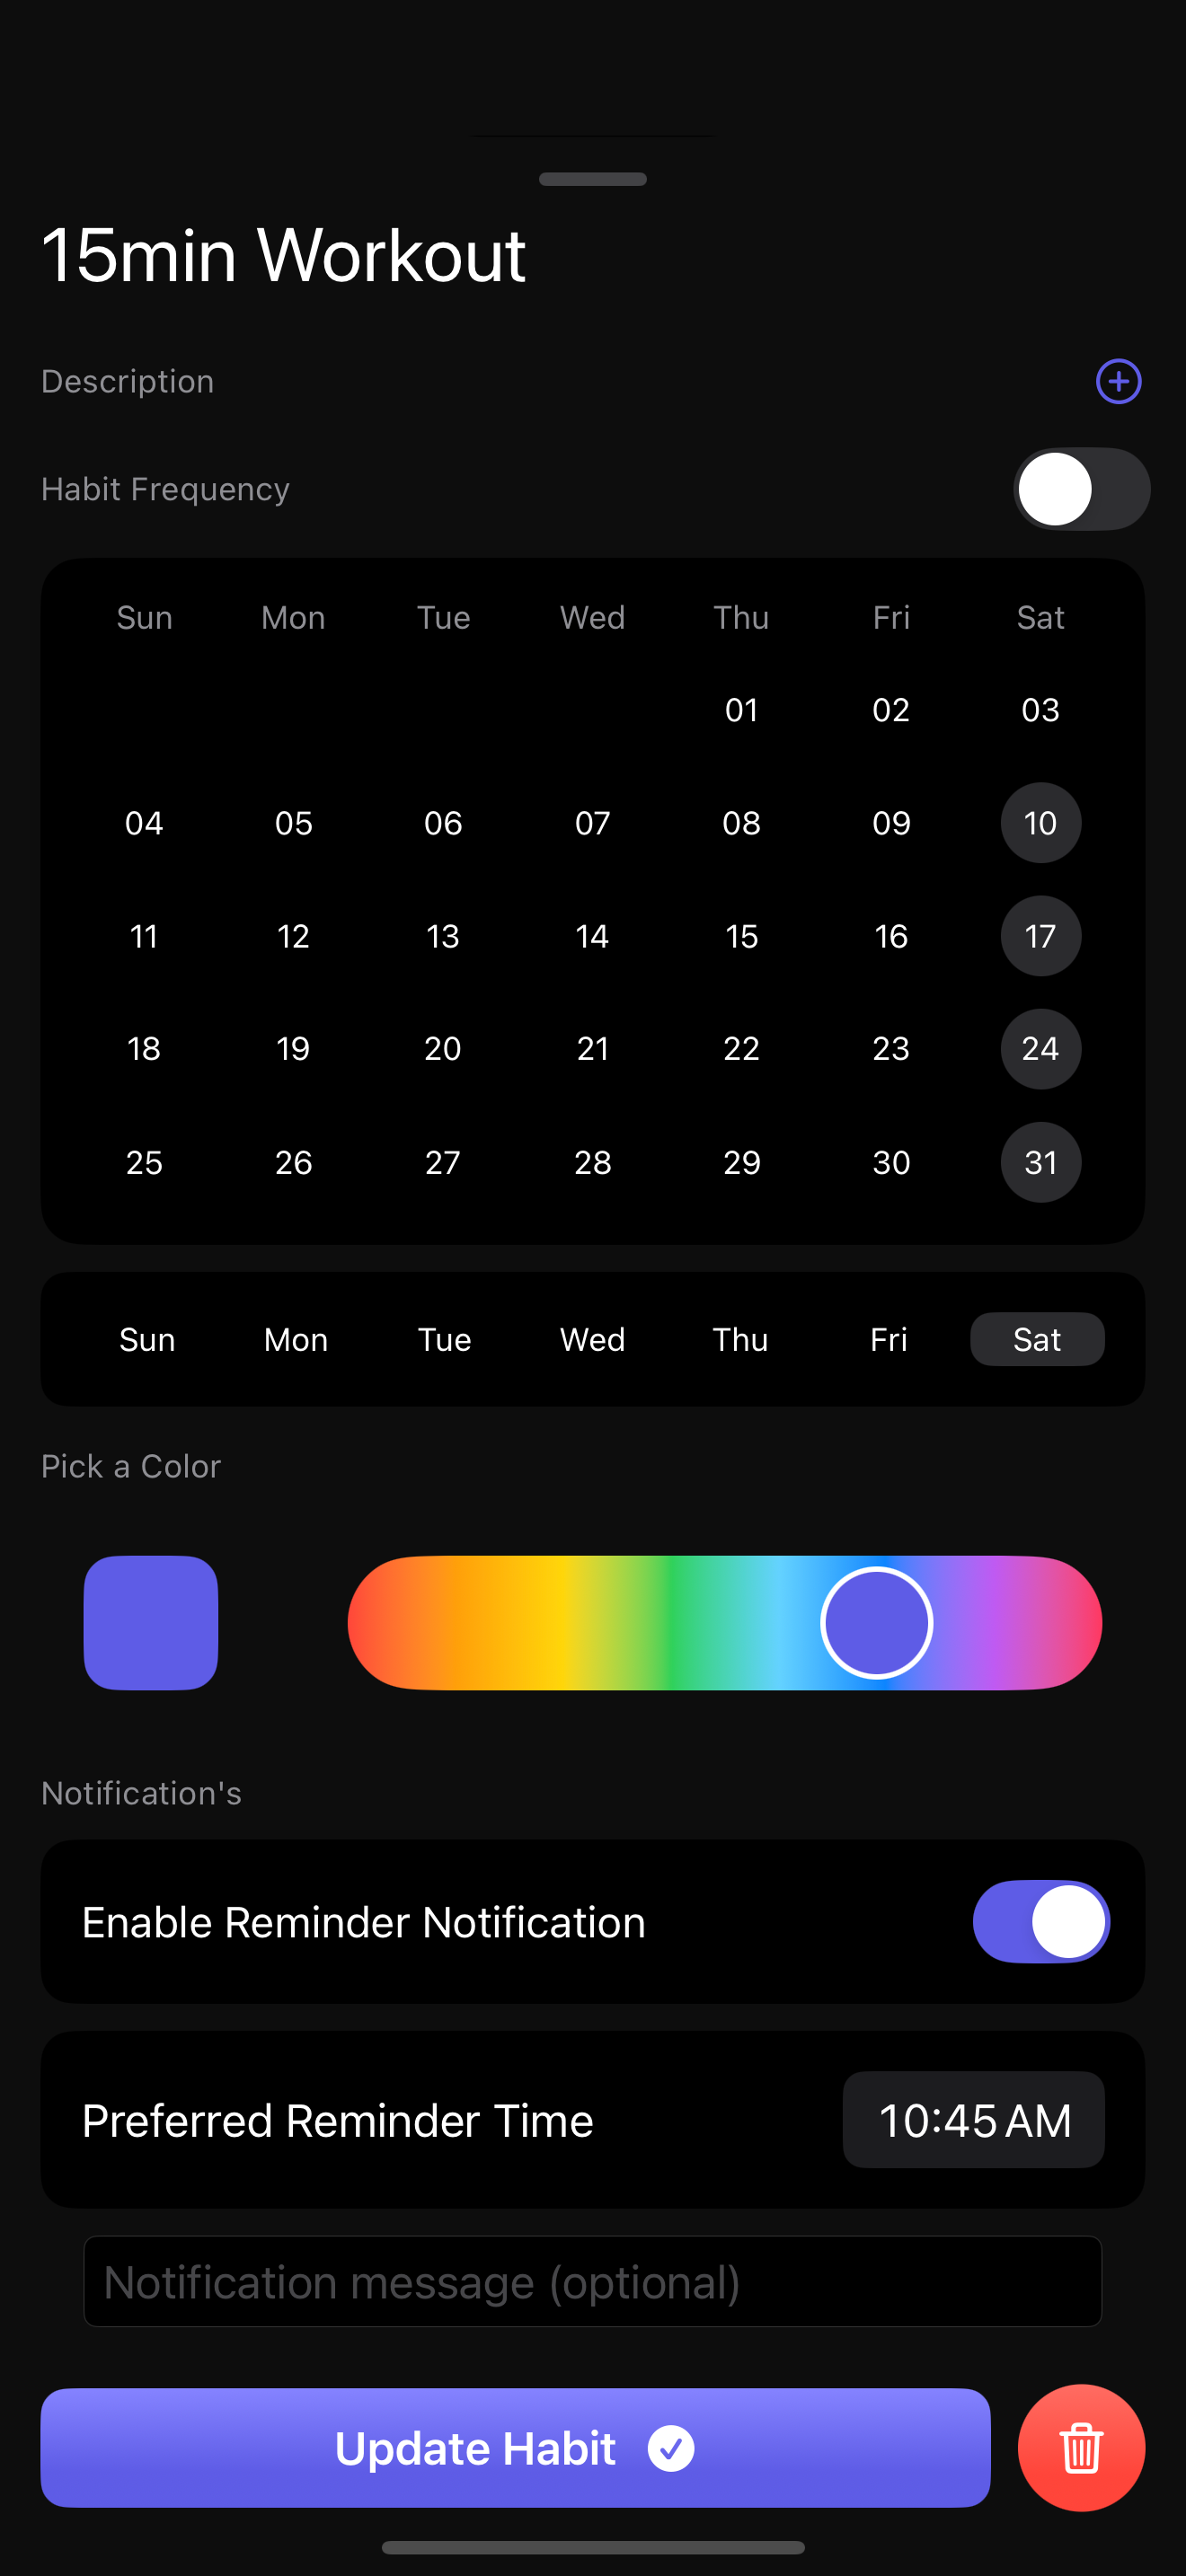 15min Workout
Description
Habit Frequency
Sun Mon Tue Wed Thu Fri Sat
01 02 03
04 05 06 07 08 09 10
11 12 13 14 15 16 17
18 19 20 21 22 23 24
25 26 27 28 29 30 31
Sun Mon Tue Wed Thu Fri Sat
Pick a Color
Notification's
Enable Reminder Notification
Preferred Reminder Time 10:45 AM
Notification message (optional)
Update Habit